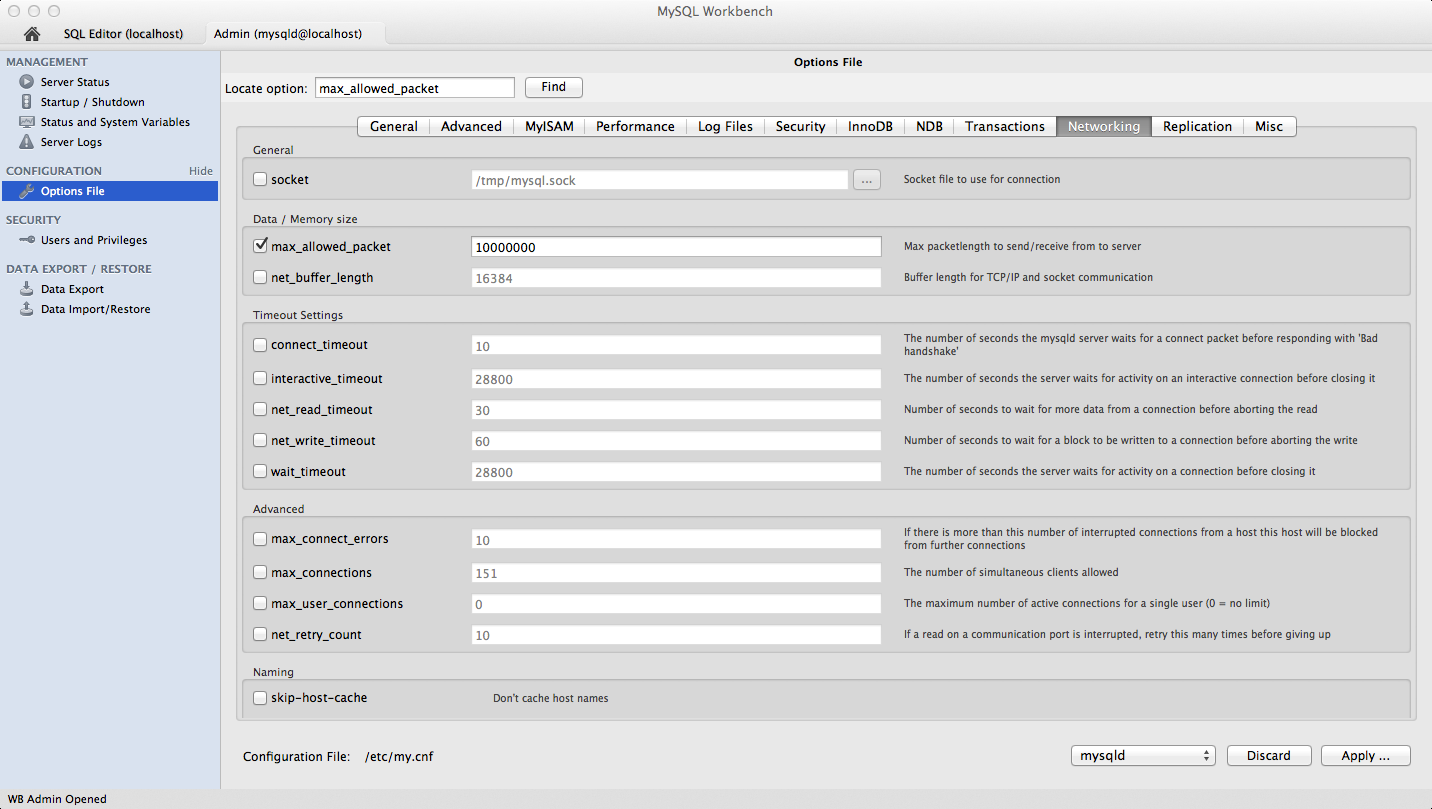 MySQL Workbench
SQL Editor (localhost)
Admin (mysqld@localhost)
MANAGEMENT
Server Status
Startup / Shutdown
Status and System Variables
Server Logs
CONFIGURATION
Hide
Options File
SECURITY
Users and Privileges
DATA EXPORT / RESTORE
Data Export
Data Import/Restore
Options File
Locate option:
max_allowed_packet
Find
General
Advanced
MyISAM
Performance
Log Files
Security
InnoDB
NDB
Transactions
Networking
Replication
Misc
General
socket
/tmp/mysql.sock
...
Socket file to use for connection
Data / Memory size
max_allowed_packet
10000000
Max packetlength to send/receive from to server
net_buffer_length
16384
Buffer length for TCP/IP and socket communication
Timeout Settings
connect_timeout
10
The number of seconds the mysqld server waits for a connect packet before responding with 'Bad
handshake'
interactive_timeout
28800
The number of seconds the server waits for activity on an interactive connection before closing it
net_read_timeout
30
Number of seconds to wait for more data from a connection before aborting the read
net_write_timeout
60
Number of seconds to wait for a block to be written to a connection before aborting the write
wait_timeout
28800
The number of seconds the server waits for activity on a connection before closing it
Advanced
max_connect_errors
10
If there is more than this number of interrupted connections from a host this host will be blocked
from further connections
max_connections
151
The number of simultaneous clients allowed
max_user_connections
0
The maximum number of active connections for a single user (0 = no limit)
net_retry_count
10
If a read on a communication port is interrupted, retry this many times before giving up
Naming
skip-host-cache
Don't cache host names
Configuration File:
/etc/my.cnf
mysqld
Discard
Apply ...
WB Admin Opened